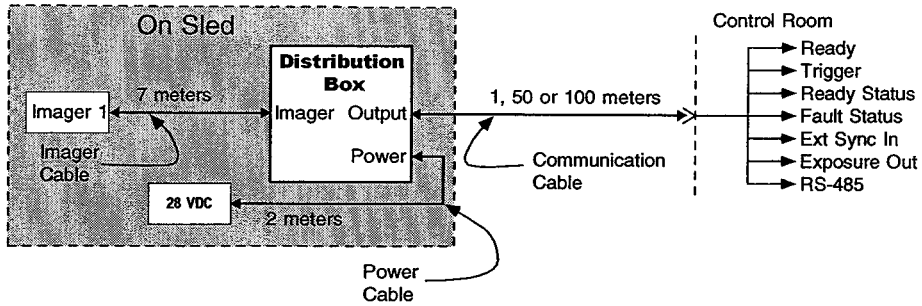 On Sled
Control Room
Distribution
Box
Ready
Trigger
Ready Status
Fault Status
Ext Sync In
Exposure Out
RS-485
7 meters
1, 50 or 100 meters
Imager 1
Imager
Output
Imager
Cable
Power
Communication
Cable
28 VDC
2 meters
Power
Cable